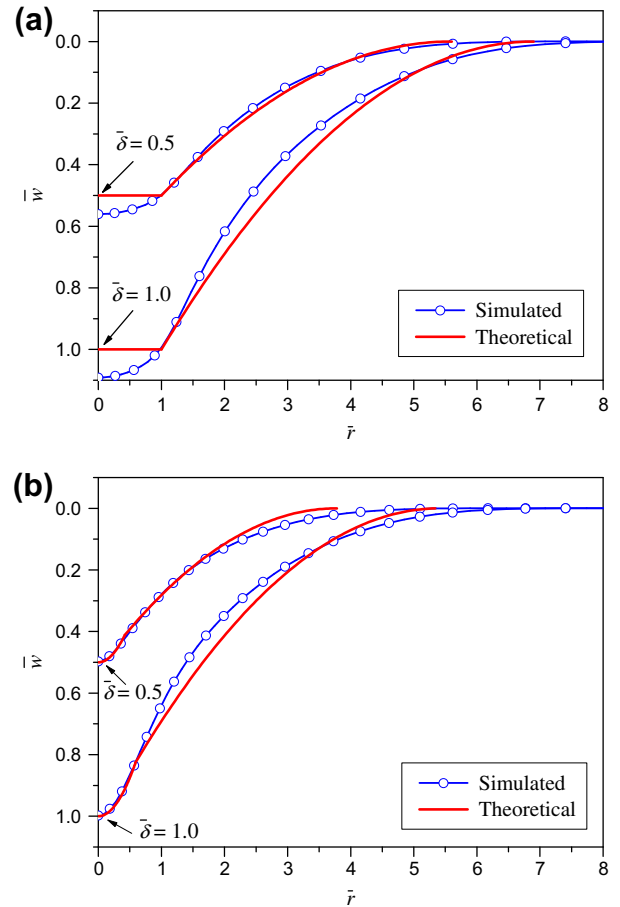 (a)
0.0
0.2
0.4
0.6
0.8
1.0
w̄
δ̄ = 0.5
δ̄ = 1.0
Simulated
Theoretical
0 1 2 3 4 5 6 7 8
r̄
(b)
0.0
0.2
0.4
0.6
0.8
1.0
w̄
δ̄ = 0.5
δ̄ = 1.0
Simulated
Theoretical
0 1 2 3 4 5 6 7 8
r̄